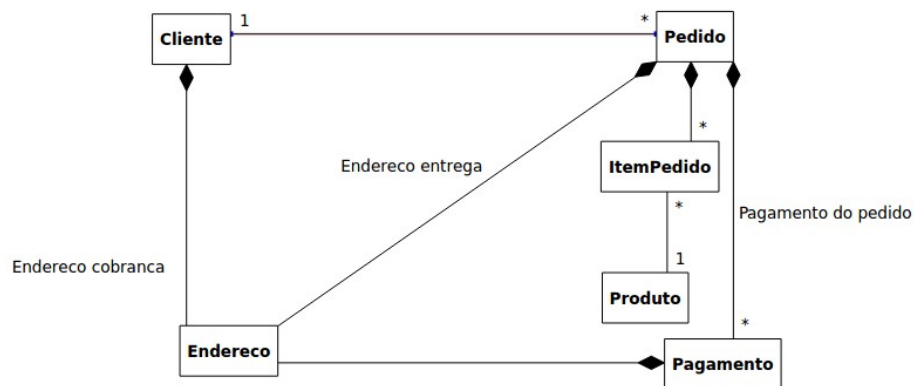 1
*
Cliente
Pedido
*
Endereco entrega
ItemPedido
*
Pagamento do pedido
Endereco cobranca
1
Produto
*
Endereco
Pagamento